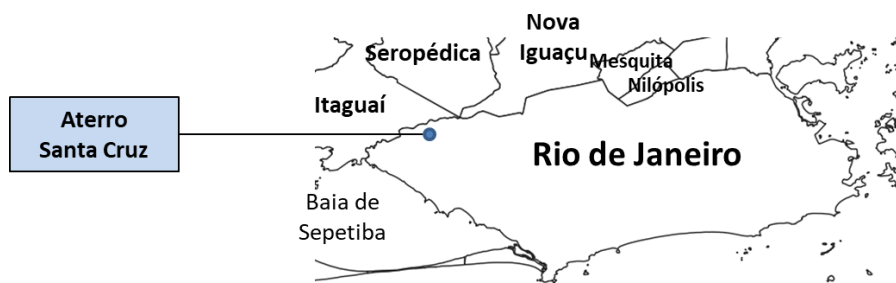 Nova
Iguaçu
Seropédica
Mesquita
Nilópolis
Itaguaí
Aterro
Santa Cruz
Rio de Janeiro
Baia de
Sepetiba